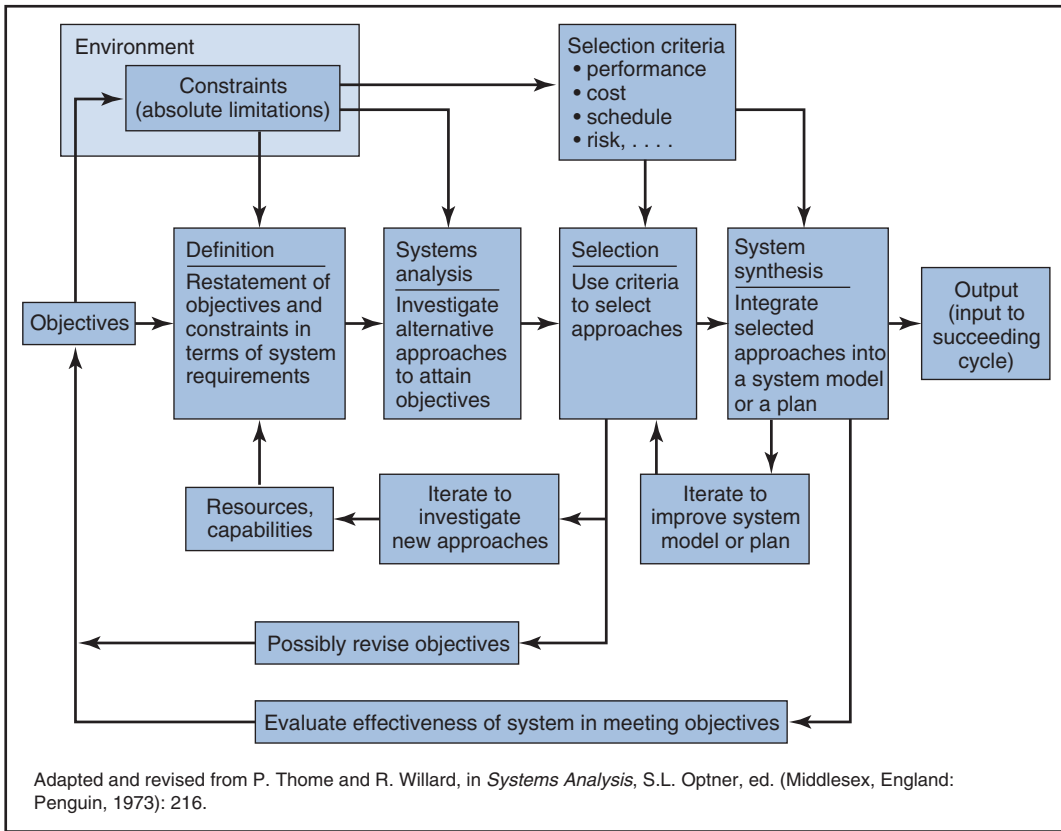 Environment
Constraints
(absolute limitations)
Selection criteria
• performance
• cost
• schedule
• risk, . . . .
Objectives
Definition
Restatement of
objectives and
constraints in
terms of system
requirements
Systems
analysis
Investigate
alternative
approaches
to attain
objectives
Selection
Use criteria
to select
approaches
System
synthesis
Integrate
selected
approaches into
a system model
or a plan
Output
(input to
succeeding
cycle)
Resources,
capabilities
Iterate to
investigate
new approaches
Iterate to
improve system
model or plan
Possibly revise objectives
Evaluate effectiveness of system in meeting objectives
Adapted and revised from P. Thome and R. Willard, in Systems Analysis, S.L. Optner, ed. (Middlesex, England:
Penguin, 1973): 216.